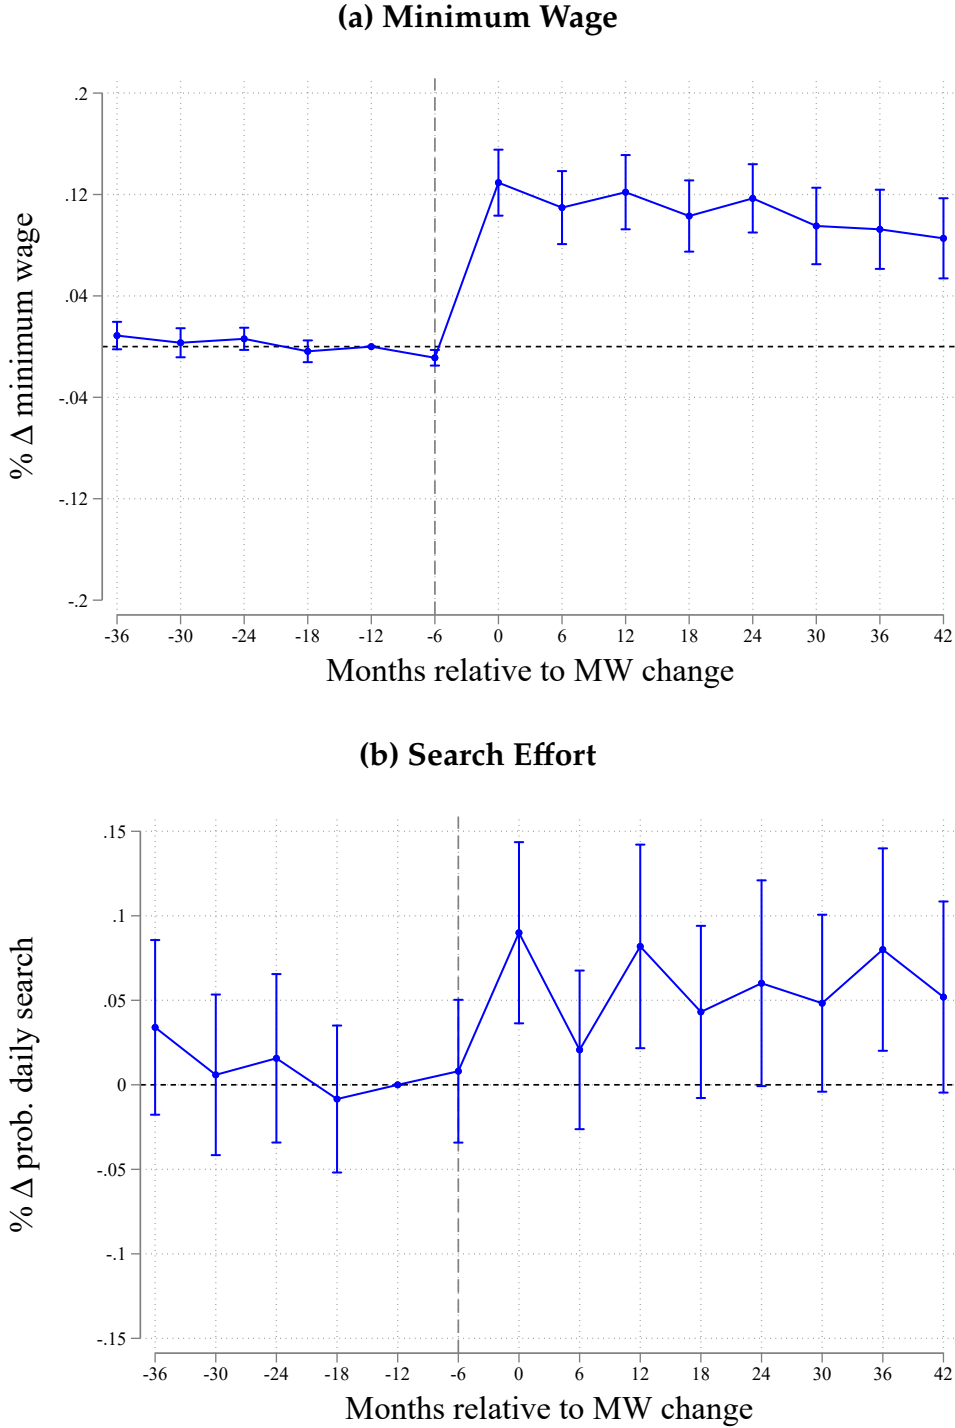 (a) Minimum Wage
% Δ minimum wage
.2
.12
.04
-.04
-.12
-.2
-36 -30 -24 -18 -12 -6 0 6 12 18 24 30 36 42
Months relative to MW change
(b) Search Effort
% Δ prob. daily search
.15
.1
.05
0
-.05
-.1
-.15
-36 -30 -24 -18 -12 -6 0 6 12 18 24 30 36 42
Months relative to MW change